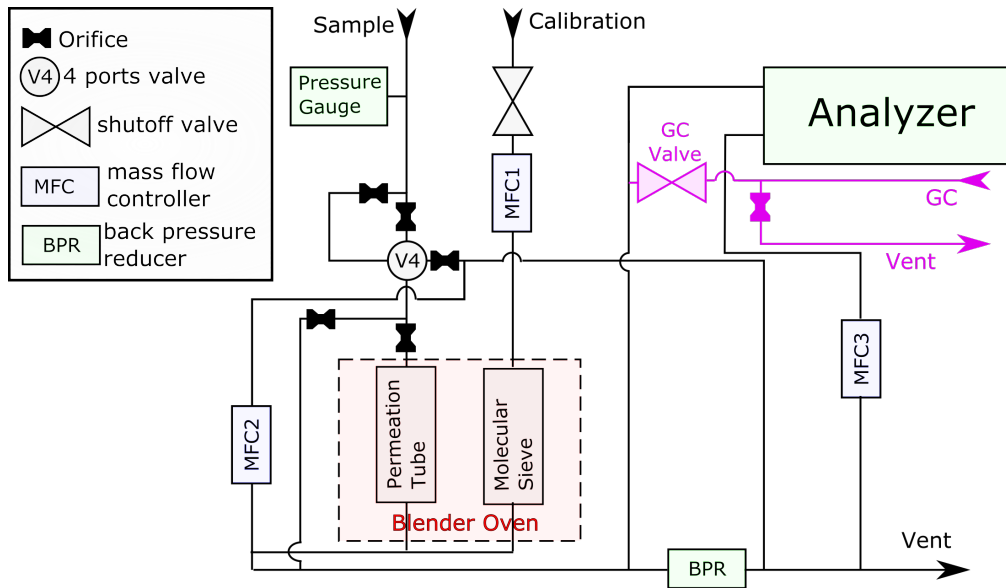 Orifice
V4
4 ports valve
shutoff valve
MFC
mass flow
controller
BPR
back pressure
reducer
Sample
Calibration
Pressure
Gauge
MFC1
V4
MFC2
Permeation
Tube
Molecular
Sieve
Blender Oven
Analyzer
GC
Valve
GC
Vent
MFC3
BPR
Vent